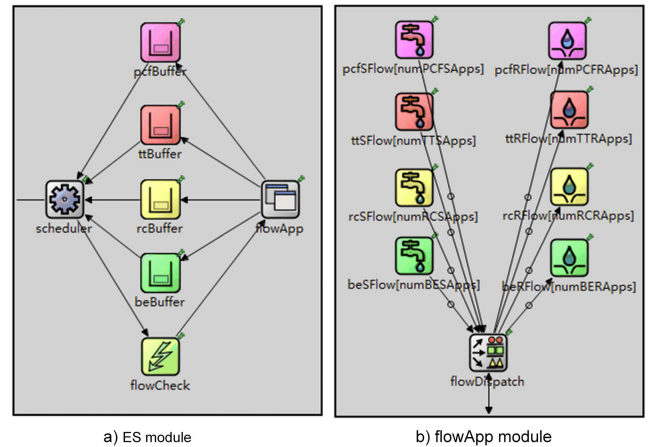 pcfBuffer
ttBuffer
scheduler
rcBuffer
flowApp
beBuffer
flowCheck
a) ES module
pcfSFlow[numPCFSApps]
pcfRFlow[numPCFRApps]
ttSFlow[numTTSApps]
ttRFlow[numTTRApps]
rcSFlow[numRCSApps]
rcRFlow[numRCRApps]
beSFlow[numBESApps]
beRFlow[numBERApps]
flowDispatch
b) flowApp module